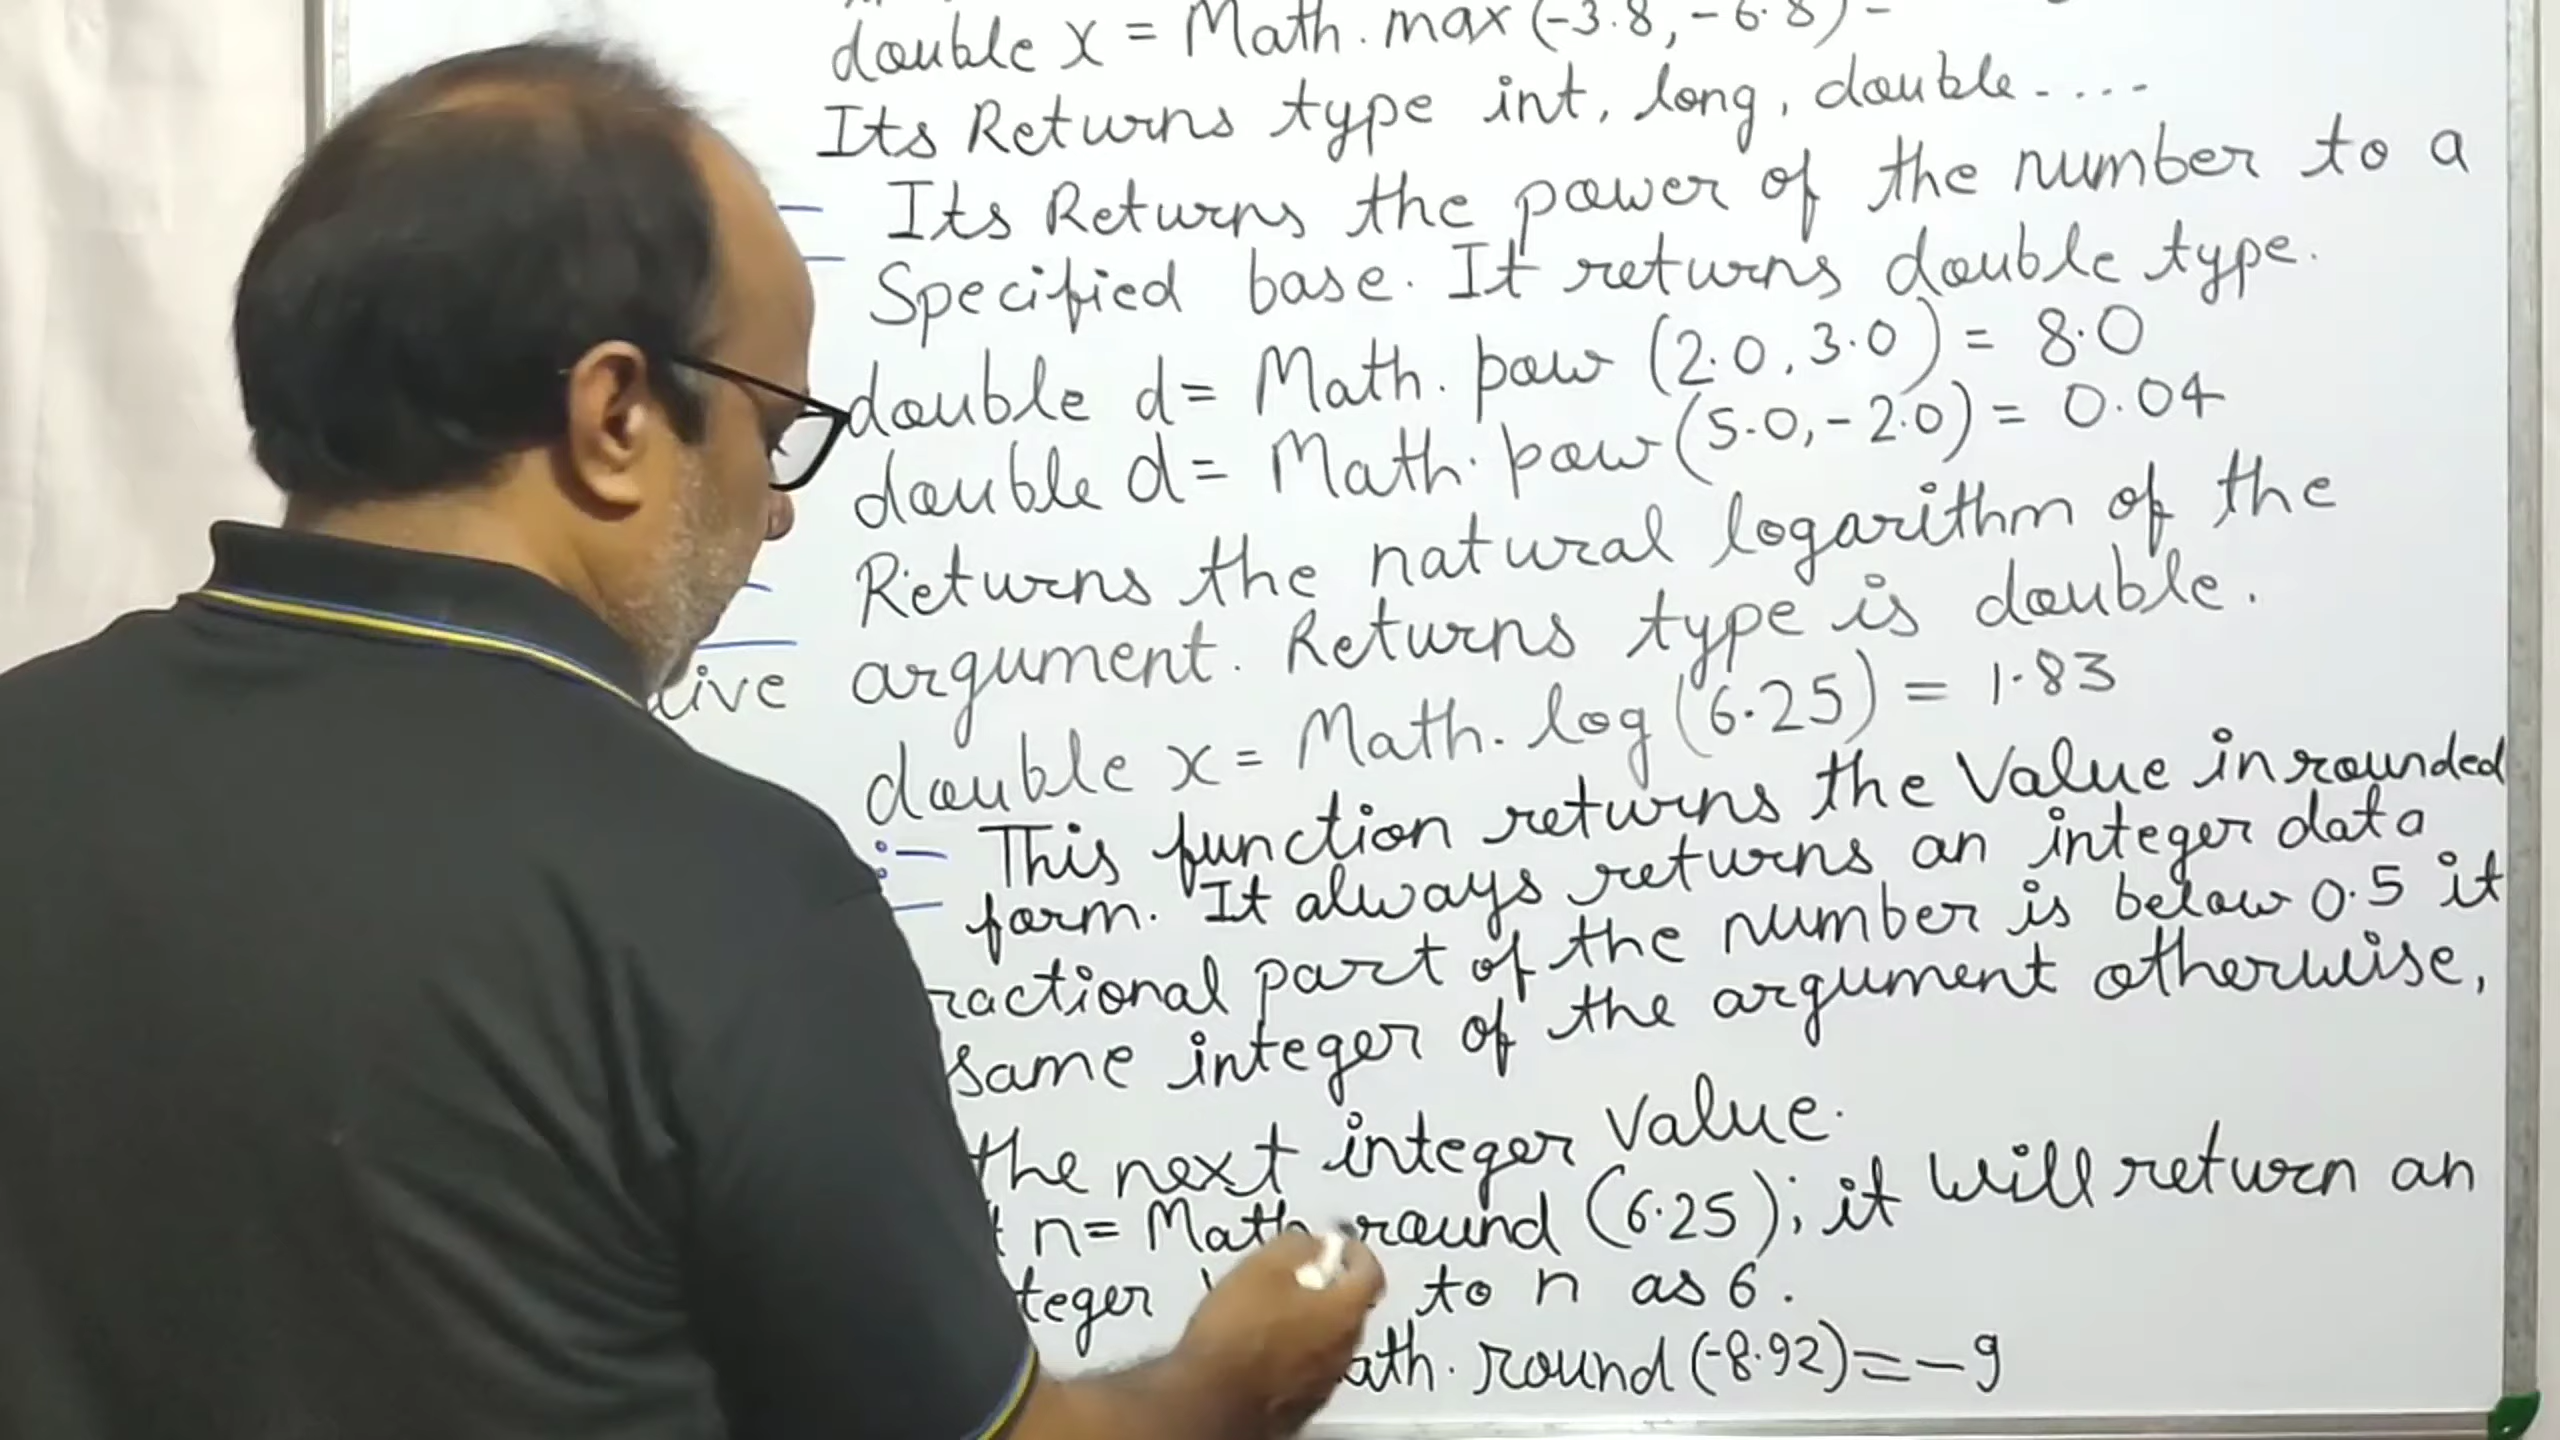 double x = Math. max (-3.8, -6.8) =
Its Returns type int, long, double.....
Its Returns the power of the number to a
Specified base. It returns double type.
double d = Math. pow (2.0, 3.0) = 8.0
double d = Math. pow (5.0, -2.0) = 0.04
Returns the natural logarithm of the
argument. Returns type is double.
double x = Math. log (6.25) = 1.83
:- This function returns the Value in rounded
form. It always returns an integer data
ractional part of the number is below 0.5 it
same integer of the argument otherwise,
the next integer Value.
n = Math round (6.25); it will return an
teger to n as 6.
ath. round (-8.92) = -9